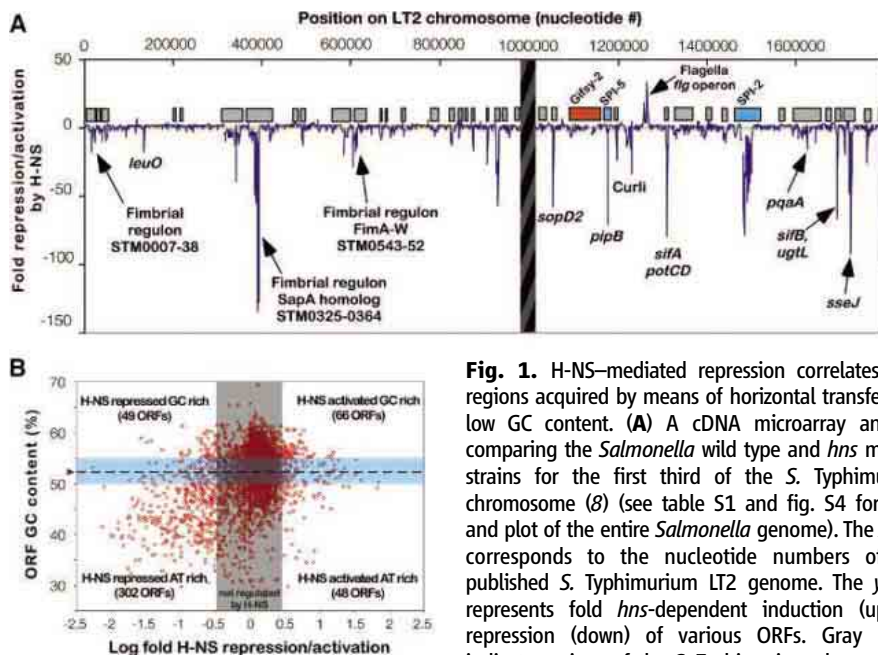 A
Position on LT2 chromosome (nucleotide #)
0 200000 400000 600000 800000 1000000 1200000 1400000 1600000
Fold repression/activation
by H-NS
50
0
-50
-100
-150
Gifsy-2
SPI-5
Flagella
flg operon
SPI-2
leuO
Fimbrial
regulon
STM0007-38
Fimbrial regulon
SapA homolog
STM0325-0364
Fimbrial regulon
FimA-W
STM0543-52
sopD2
pipB
Curli
sifA
potCD
pqaA
sifB,
ugtL
sseJ
B
ORF GC content (%)
70
60
50
40
30
H-NS repressed GC rich
(49 ORFs)
H-NS activated GC rich
(66 ORFs)
H-NS repressed AT rich
(302 ORFs)
not regulated
by H-NS
H-NS activated AT rich
(48 ORFs)
-2.5 -2 -1.5 -1 -0.5 0 0.5 1 1.5 2 2.5
Log fold H-NS repression/activation
Fig. 1. H-NS–mediated repression correlates
regions acquired by means of horizontal transfe
low GC content. (A) A cDNA microarray an
comparing the Salmonella wild type and hns m
strains for the first third of the S. Typhimu
chromosome (8) (see table S1 and fig. S4 for
and plot of the entire Salmonella genome). The
corresponds to the nucleotide numbers of
published S. Typhimurium LT2 genome. The y
represents fold hns-dependent induction (up
repression (down) of various ORFs. Gray